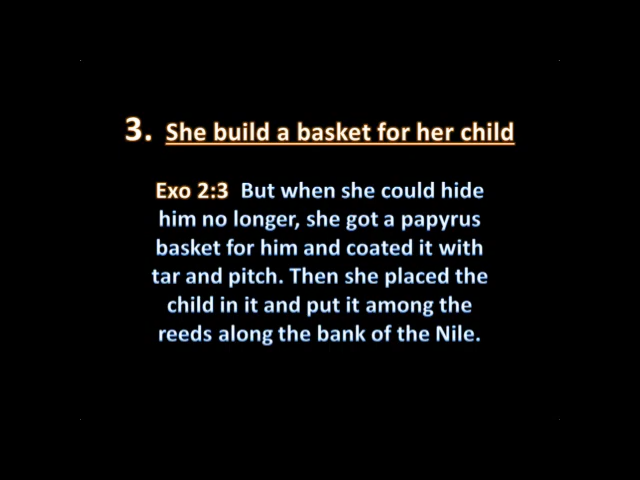 3. She build a basket for her child
Exo 2:3 But when she could hide
him no longer, she got a papyrus
basket for him and coated it with
tar and pitch. Then she placed the
child in it and put it among the
reeds along the bank of the Nile.